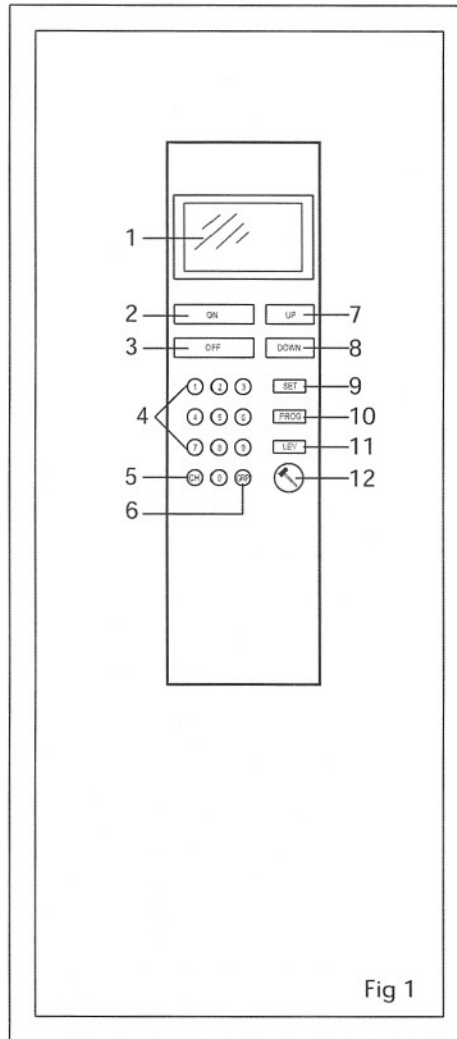 1
2 ON UP 7
3 OFF DOWN 8
1 2 3 SET 9
4 4 5 6 PROG 10
7 8 9 LEV 11
5 CH 0 GRP 12
6
Fig 1